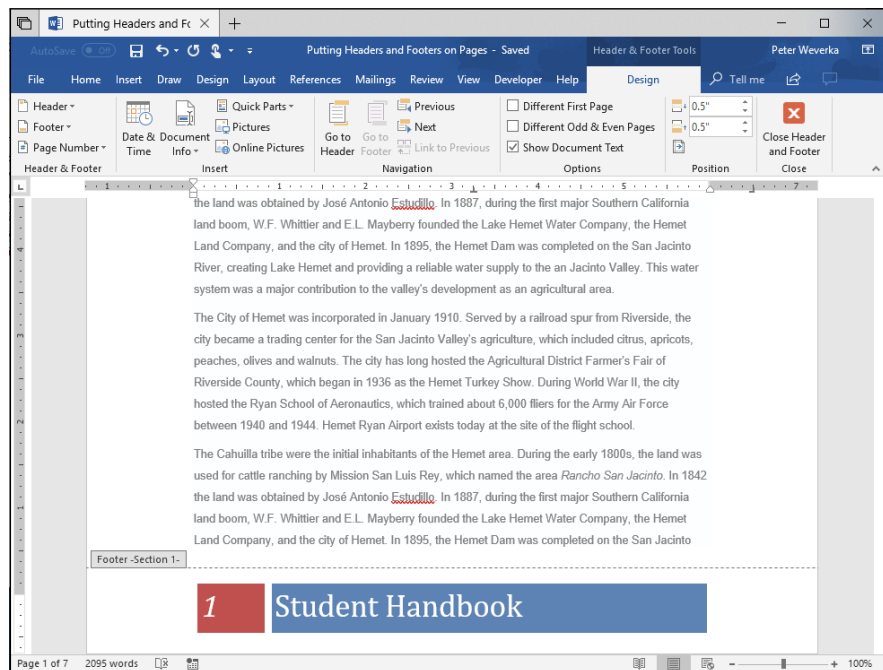 Putting Headers and Fo
AutoSave Off
Putting Headers and Footers on Pages - Saved
Header & Footer Tools
Peter Weverka
File Home Insert Draw Design Layout References Mailings Review View Developer Help Design Tell me
Header
Footer
Page Number
Header & Footer
Date & Time
Document Info
Quick Parts
Pictures
Online Pictures
Insert
Go to Header
Go to Footer
Previous
Next
Link to Previous
Navigation
Different First Page
Different Odd & Even Pages
Show Document Text
Options
0.5"
0.5"
Position
Close Header and Footer
Close
1 1 2 3 4 5 7
the land was obtained by José Antonio Estudillo. In 1887, during the first major Southern California
land boom, W.F. Whittier and E.L. Mayberry founded the Lake Hemet Water Company, the Hemet
Land Company, and the city of Hemet. In 1895, the Hemet Dam was completed on the San Jacinto
River, creating Lake Hemet and providing a reliable water supply to the an Jacinto Valley. This water
system was a major contribution to the valley's development as an agricultural area.
The City of Hemet was incorporated in January 1910. Served by a railroad spur from Riverside, the
city became a trading center for the San Jacinto Valley's agriculture, which included citrus, apricots,
peaches, olives and walnuts. The city has long hosted the Agricultural District Farmer's Fair of
Riverside County, which began in 1936 as the Hemet Turkey Show. During World War II, the city
hosted the Ryan School of Aeronautics, which trained about 6,000 fliers for the Army Air Force
between 1940 and 1944. Hemet Ryan Airport exists today at the site of the flight school.
The Cahuilla tribe were the initial inhabitants of the Hemet area. During the early 1800s, the land was
used for cattle ranching by Mission San Luis Rey, which named the area Rancho San Jacinto. In 1842
the land was obtained by José Antonio Estudillo. In 1887, during the first major Southern California
land boom, W.F. Whittier and E.L. Mayberry founded the Lake Hemet Water Company, the Hemet
Land Company, and the city of Hemet. In 1895, the Hemet Dam was completed on the San Jacinto
Footer -Section 1-
1 Student Handbook
Page 1 of 7 2095 words 100%